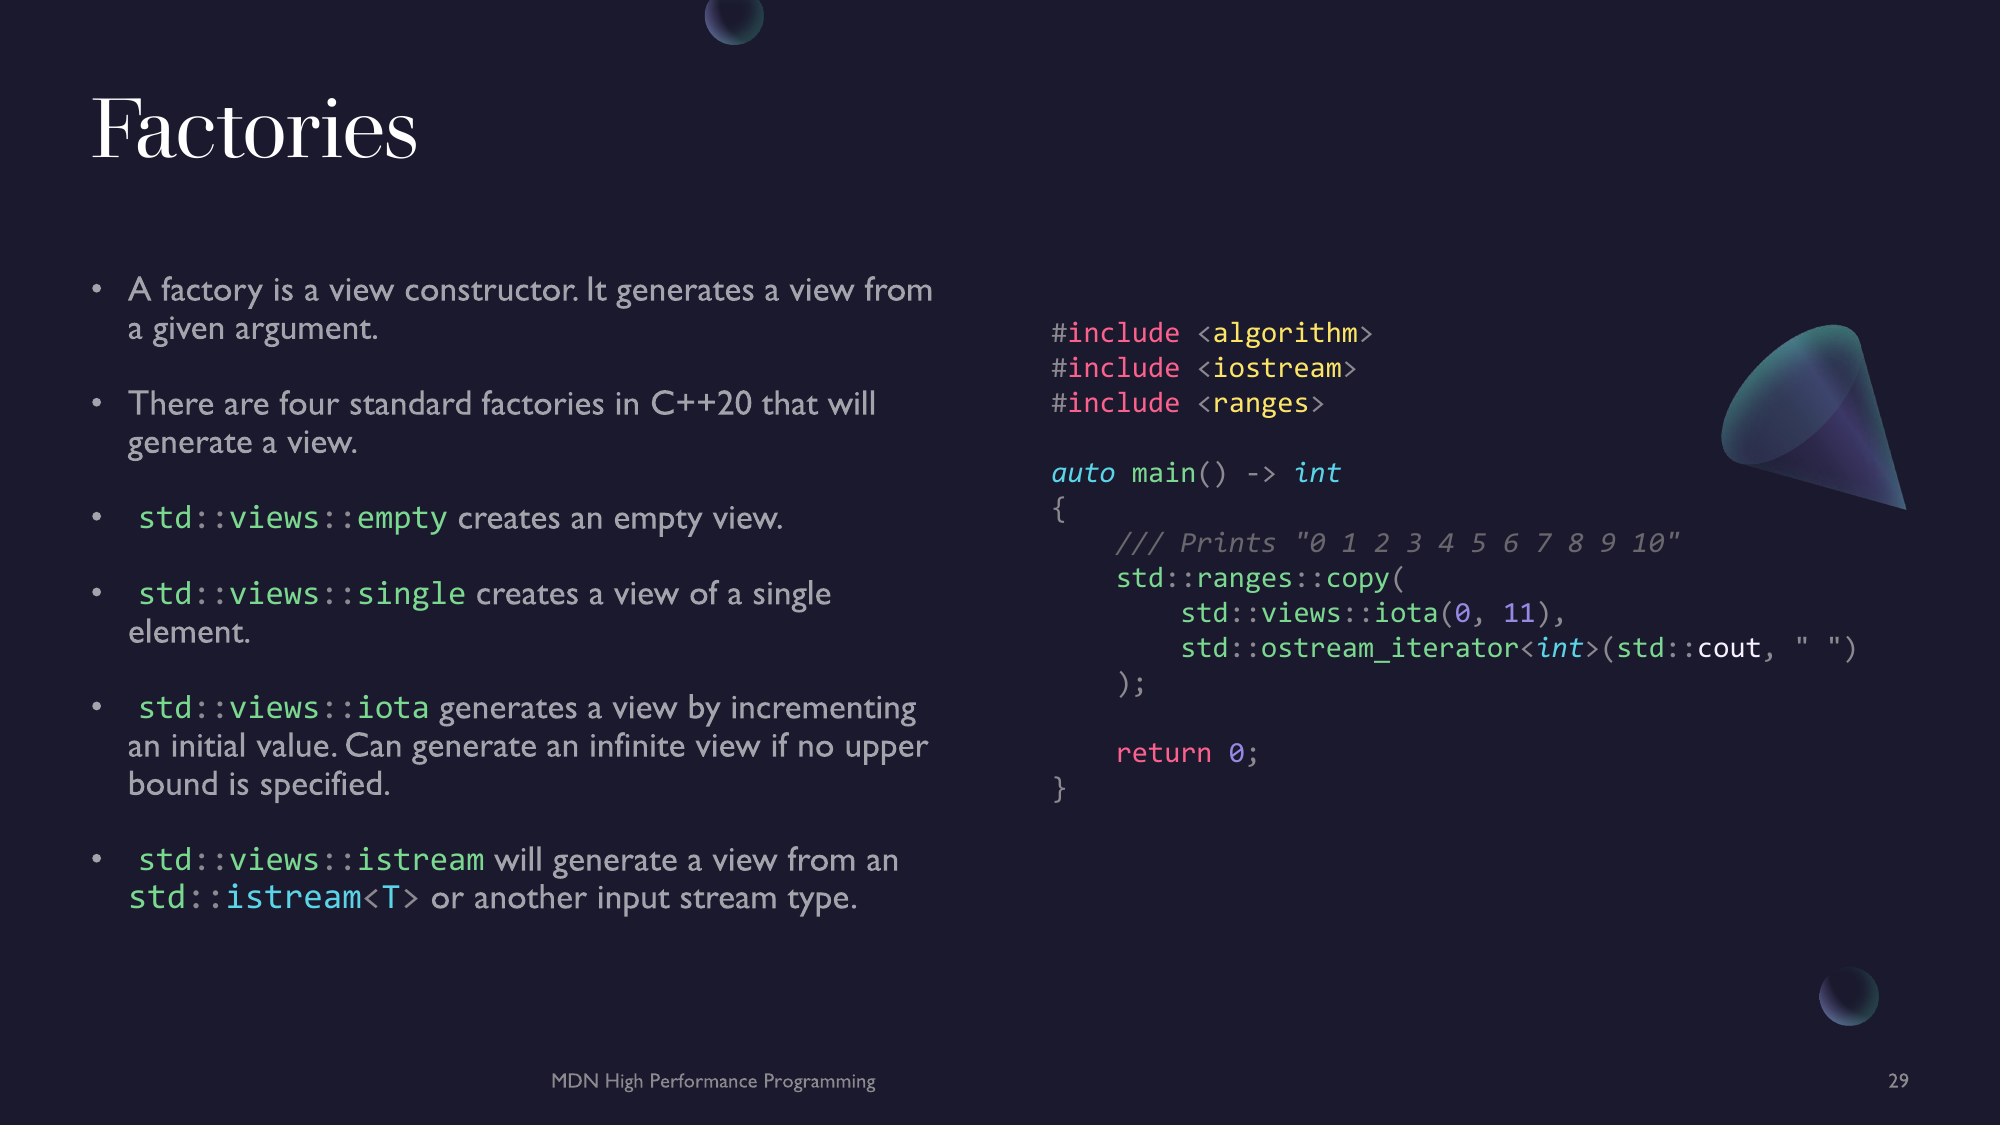 Factories
• A factory is a view constructor. It generates a view from
a given argument.
• There are four standard factories in C++20 that will
generate a view.
• std::views::empty creates an empty view.
• std::views::single creates a view of a single
element.
• std::views::iota generates a view by incrementing
an initial value. Can generate an infinite view if no upper
bound is specified.
• std::views::istream will generate a view from an
std::istream<T> or another input stream type.
#include <algorithm>
#include <iostream>
#include <ranges>
auto main() -> int
{
    /// Prints "0 1 2 3 4 5 6 7 8 9 10"
    std::ranges::copy(
        std::views::iota(0, 11),
        std::ostream_iterator<int>(std::cout, " ")
    );
    return 0;
}
MDN High Performance Programming
29